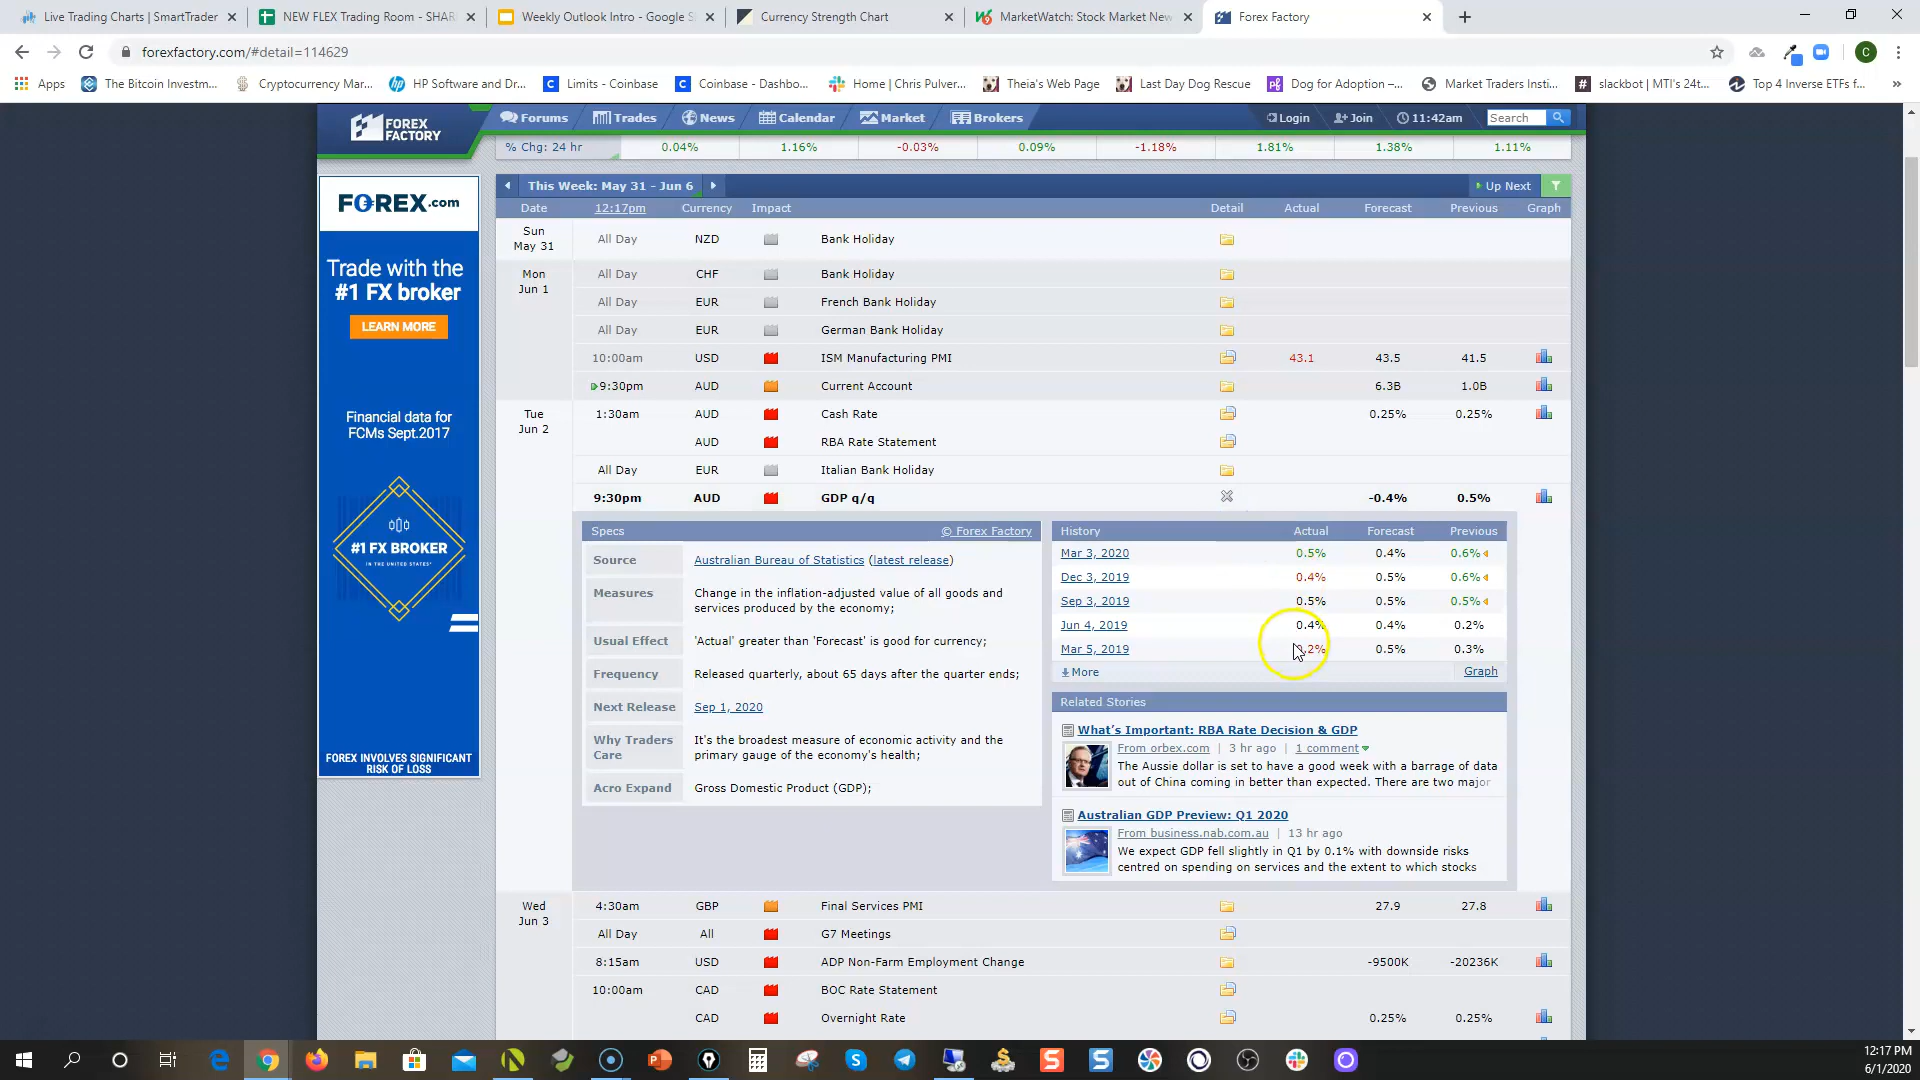 Live Trading Charts | SmartTrader
NEW FLEX Trading Room - SHAR
Weekly Outlook Intro - Google S
Currency Strength Chart
MarketWatch: Stock Market New
Forex Factory
forexfactory.com/#detail=114629
C
Apps
The Bitcoin Investm...
Cryptocurrency Mar...
HP Software and Dr...
Limits - Coinbase
Coinbase - Dashbo...
Home | Chris Pulver...
Theia's Web Page
Last Day Dog Rescue
Dog for Adoption –...
Market Traders Insti...
slackbot | MTI's 24t...
Top 4 Inverse ETFs f...
FOREX FACTORY
Forums
Trades
News
Calendar
Market
Brokers
Login
Join
11:42am
Search
% Chg: 24 hr 0.04% 1.16% -0.03% 0.09% -1.18% 1.81% 1.38% 1.11%
This Week: May 31 - Jun 6
Up Next
Date 12:17pm Currency Impact Detail Actual Forecast Previous Graph
Sun May 31 All Day NZD Bank Holiday
Mon Jun 1 All Day CHF Bank Holiday
All Day EUR French Bank Holiday
All Day EUR German Bank Holiday
10:00am USD ISM Manufacturing PMI 43.1 43.5 41.5
9:30pm AUD Current Account 6.3B 1.0B
Tue Jun 2 1:30am AUD Cash Rate 0.25% 0.25%
AUD RBA Rate Statement
All Day EUR Italian Bank Holiday
9:30pm AUD GDP q/q -0.4% 0.5%
Specs © Forex Factory
Source Australian Bureau of Statistics (latest release)
Measures Change in the inflation-adjusted value of all goods and
services produced by the economy;
Usual Effect 'Actual' greater than 'Forecast' is good for currency;
Frequency Released quarterly, about 65 days after the quarter ends;
Next Release Sep 1, 2020
Why Traders Care It's the broadest measure of economic activity and the
primary gauge of the economy's health;
Acro Expand Gross Domestic Product (GDP);
History Actual Forecast Previous
Mar 3, 2020 0.5% 0.4% 0.6%
Dec 3, 2019 0.4% 0.5% 0.6%
Sep 3, 2019 0.5% 0.5% 0.5%
Jun 4, 2019 0.4% 0.4% 0.2%
Mar 5, 2019 0.5% 0.3%
More
Graph
Related Stories
What's Important: RBA Rate Decision & GDP
From orbex.com | 3 hr ago | 1 comment
The Aussie dollar is set to have a good week with a barrage of data
out of China coming in better than expected. There are two major
Australian GDP Preview: Q1 2020
From business.nab.com.au | 13 hr ago
We expect GDP fell slightly in Q1 by 0.1% with downside risks
centred on spending on services and the extent to which stocks
Wed Jun 3 4:30am GBP Final Services PMI 27.9 27.8
All Day All G7 Meetings
8:15am USD ADP Non-Farm Employment Change -9500K -20236K
10:00am CAD BOC Rate Statement
CAD Overnight Rate 0.25% 0.25%
FOREX.com
Trade with the
#1 FX broker
LEARN MORE
Financial data for
FCMs Sept.2017
#1 FX BROKER
IN THE UNITED STATES*
FOREX INVOLVES SIGNIFICANT
RISK OF LOSS
12:17 PM
6/1/2020